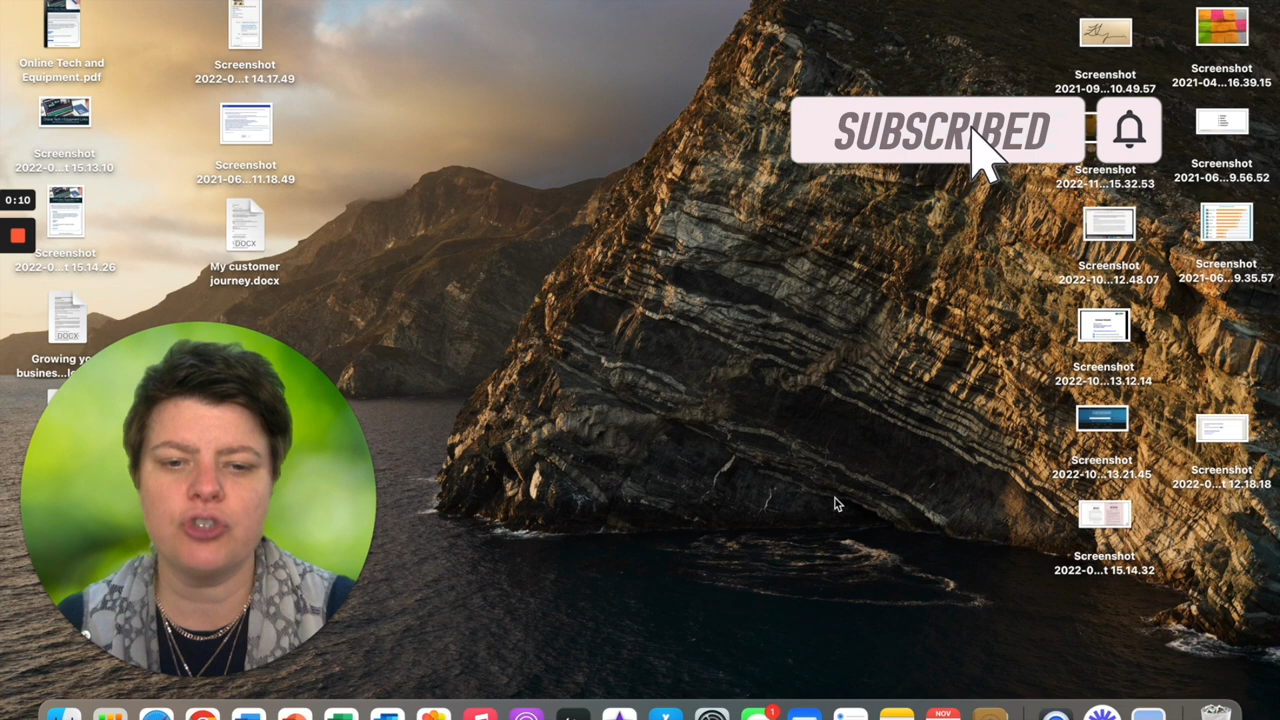 Online Tech and
Equipment.pdf
Screenshot
2022-0...t 14.17.49
Screenshot
2021-09...10.49.57
Screenshot
2021-04...16.39.15
SUBSCRIBED
Screenshot
2022-0...t 15.13.10
Screenshot
2021-06...11.18.49
Screenshot
2022-11...15.32.53
Screenshot
2021-06...9.56.52
0:10
Screenshot
2022-0...t 15.14.26
DOCX
My customer
journey.docx
Screenshot
2022-10...12.48.07
Screenshot
2021-06...9.35.57
DOCX
Growing yo
busines...lo
Screenshot
2022-10...13.12.14
Screenshot
2022-10...13.21.45
Screenshot
2022-0...t 12.18.18
Screenshot
2022-0...t 15.14.32
1
NOV